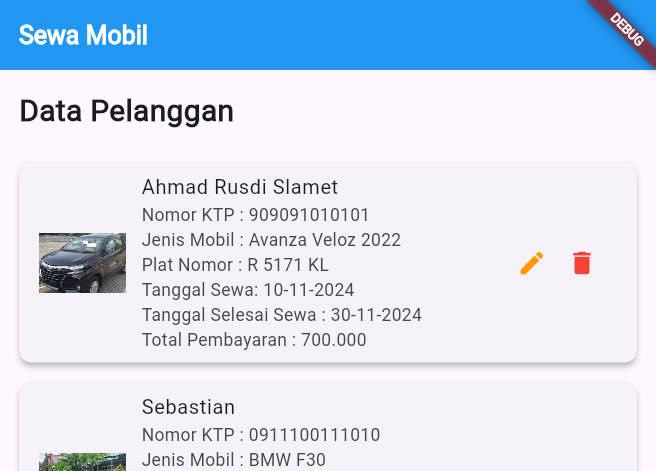 Sewa Mobil
DEBUG
Data Pelanggan
Ahmad Rusdi Slamet
Nomor KTP : 909091010101
Jenis Mobil : Avanza Veloz 2022
Plat Nomor : R 5171 KL
Tanggal Sewa: 10-11-2024
Tanggal Selesai Sewa : 30-11-2024
Total Pembayaran : 700.000
Sebastian
Nomor KTP : 0911100111010
Jenis Mobil : BMW F30